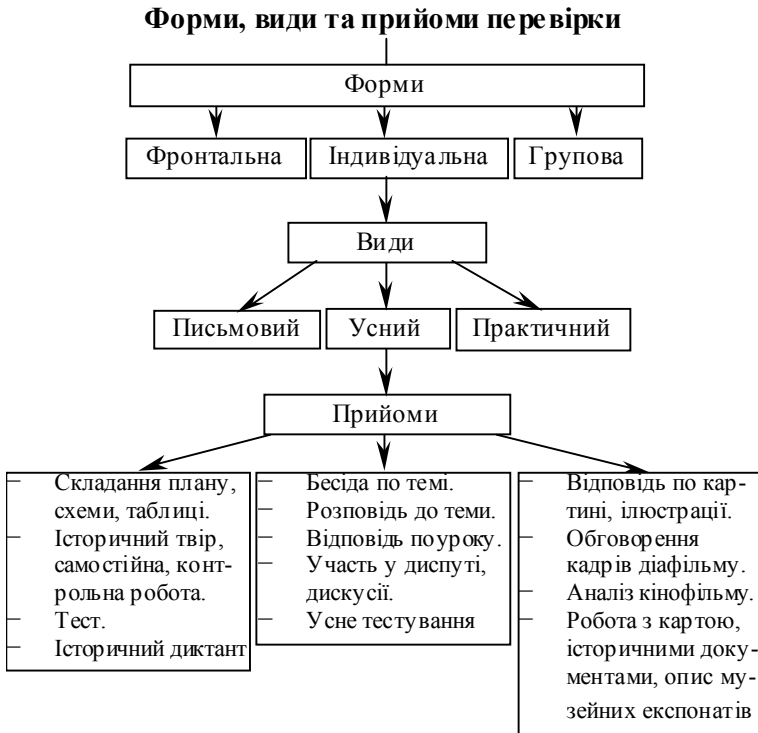 Форми, види та прийоми перевірки
Форми
Фронтальна
Індивідуальна
Групова
Види
Письмовий
Усний
Практичний
Прийоми
– Складання плану,
схеми, таблиці.
– Історичний твір,
самостійна, конт-
рольна робота.
– Тест.
– Історичний диктант
– Бесіда по темі.
– Розповідь до теми.
– Відповідь по уроку.
– Участь у диспуті,
дискусії.
– Усне тестування
– Відповідь по кар-
тині, ілюстрації.
– Обговорення
кадрів діафільму.
– Аналіз кінофільму.
– Робота з картою,
історичними доку-
ментами, опис му-
зейних експонатів